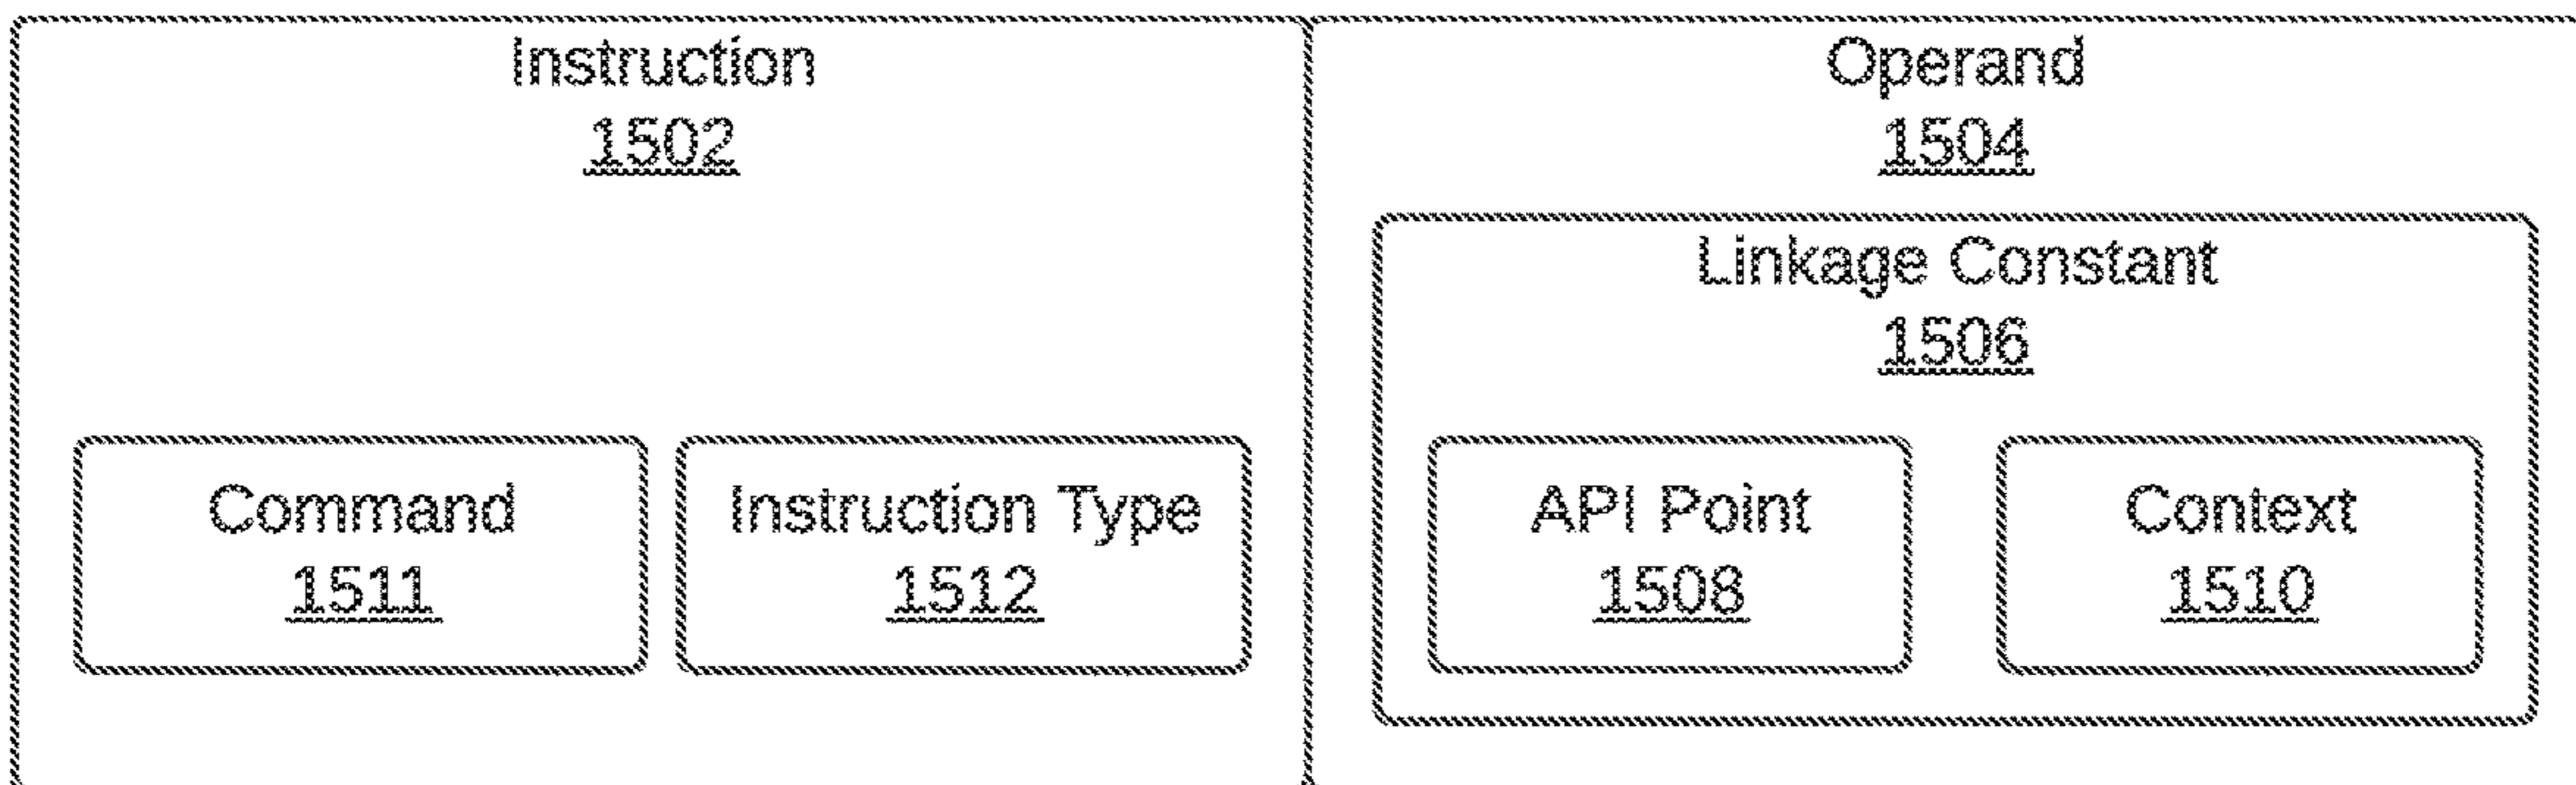 Instruction
1502
Operand
1504
Linkage Constant
1506
Command
1511
Instruction Type
1512
API Point
1508
Context
1510